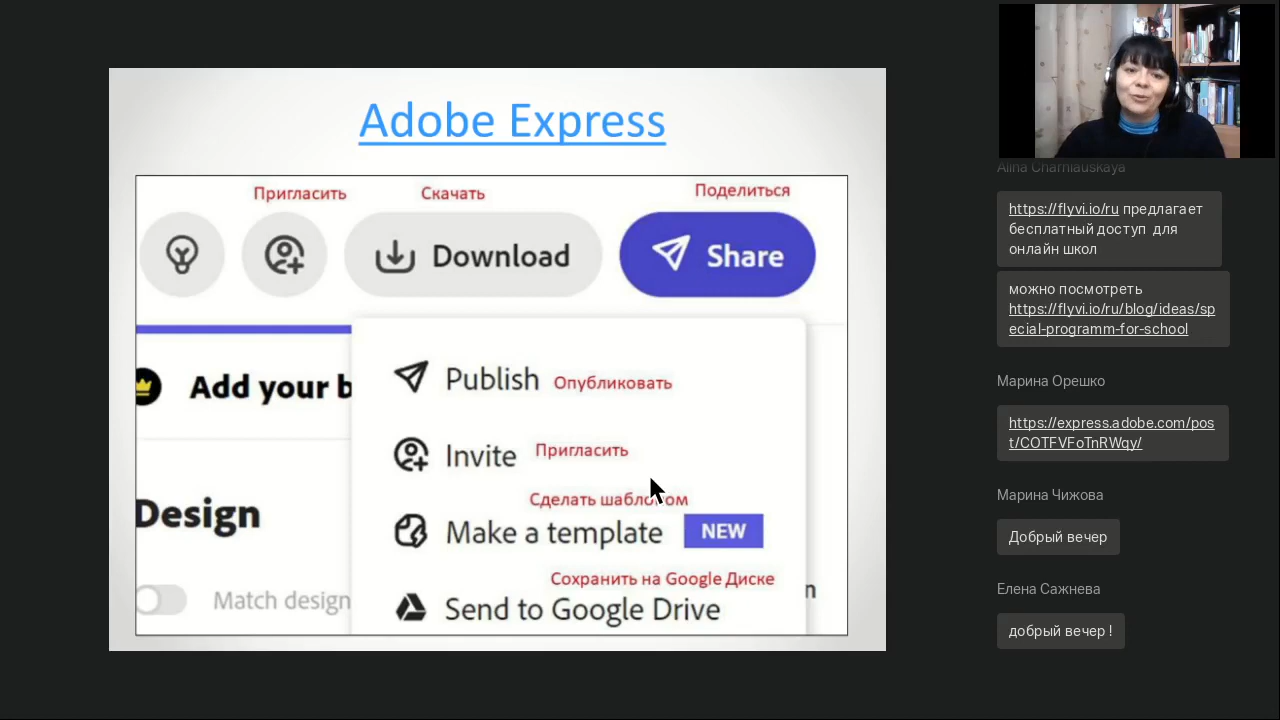 Adobe Express
Пригласить
Скачать
Поделиться
Download
Share
Add your b
Publish
Опубликовать
Invite
Пригласить
Сделать шаблоном
Design
Make a template
NEW
Сохранить на Google Диске
Match design
Send to Google Drive
n
Alina Charniauskaya
https://flyvi.io/ru предлагает
бесплатный доступ для
онлайн школ
можно посмотреть
https://flyvi.io/ru/blog/ideas/sp
ecial-programm-for-school
Марина Орешко
https://express.adobe.com/pos
t/COTFVFoTnRWqy/
Марина Чижова
Добрый вечер
Елена Сажнева
добрый вечер !